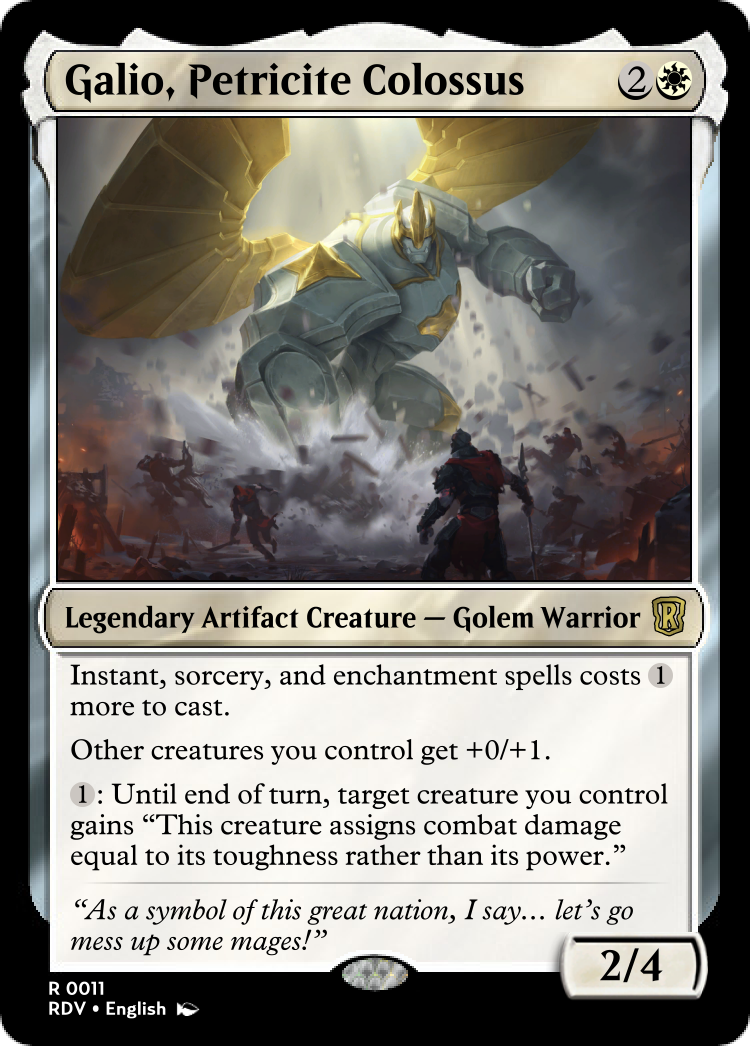 Galio, Petricite Colossus 2
Legendary Artifact Creature — Golem Warrior R
Instant, sorcery, and enchantment spells costs 1
more to cast.
Other creatures you control get +0/+1.
1: Until end of turn, target creature you control
gains “This creature assigns combat damage
equal to its toughness rather than its power.”
“As a symbol of this great nation, I say… let’s go
mess up some mages!”
2/4
R 0011
RDV • English